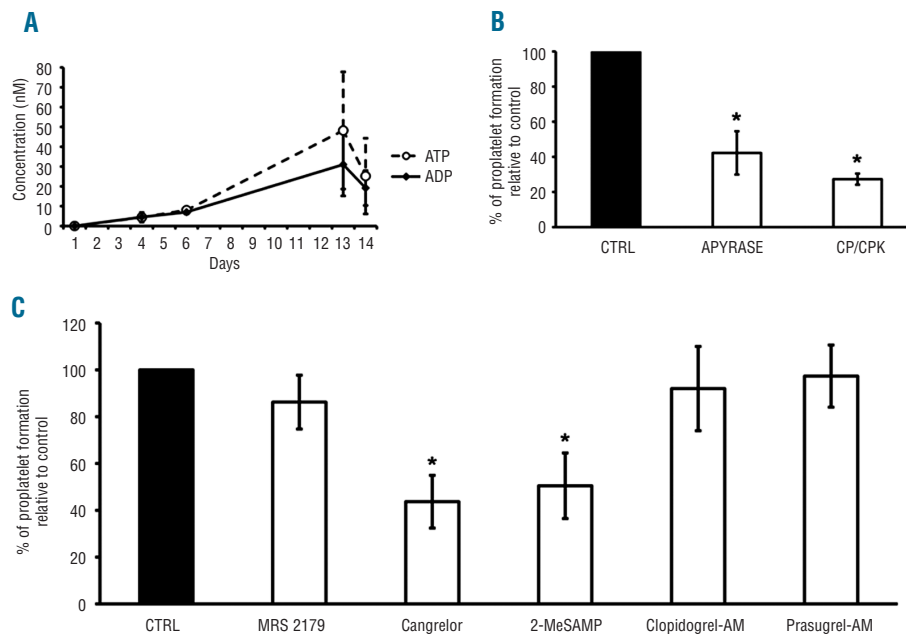 A
Concentration (nM)
80
70
60
50
40
30
20
10
0
1 2 3 4 5 6 7 8 9 10 11 12 13 14
Days
ATP
ADP
B
% of proplatelet formation
relative to control
100
80
60
40
20
0
*
*
CTRL APYRASE CP/CPK
C
% of proplatelet formation
relative to control
120
100
80
60
40
20
0
*
*
CTRL MRS 2179 Cangrelor 2-MeSAMP Clopidogrel-AM Prasugrel-AM